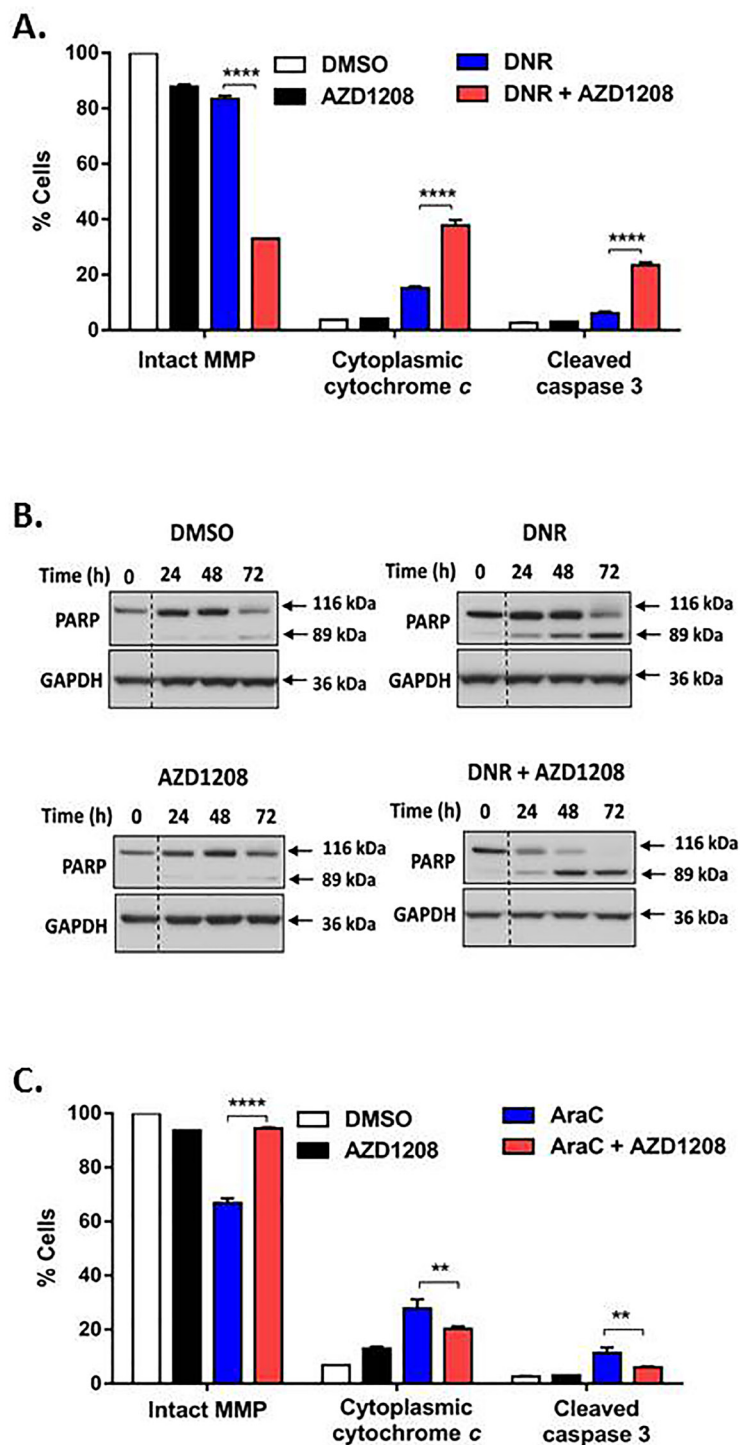 A.
100
80
60
40
20
0
% Cells
DMSO
AZD1208
DNR
DNR + AZD1208
****
****
****
Intact MMP
Cytoplasmic
cytochrome c
Cleaved
caspase 3
B.
DMSO
Time (h) 0 24 48 72
PARP
116 kDa
89 kDa
GAPDH
36 kDa
DNR
Time (h) 0 24 48 72
PARP
116 kDa
89 kDa
GAPDH
36 kDa
AZD1208
Time (h) 0 24 48 72
PARP
116 kDa
89 kDa
GAPDH
36 kDa
DNR + AZD1208
Time (h) 0 24 48 72
PARP
116 kDa
89 kDa
GAPDH
36 kDa
C.
100
80
60
40
20
0
% Cells
DMSO
AZD1208
AraC
AraC + AZD1208
****
**
**
Intact MMP
Cytoplasmic
cytochrome c
Cleaved
caspase 3